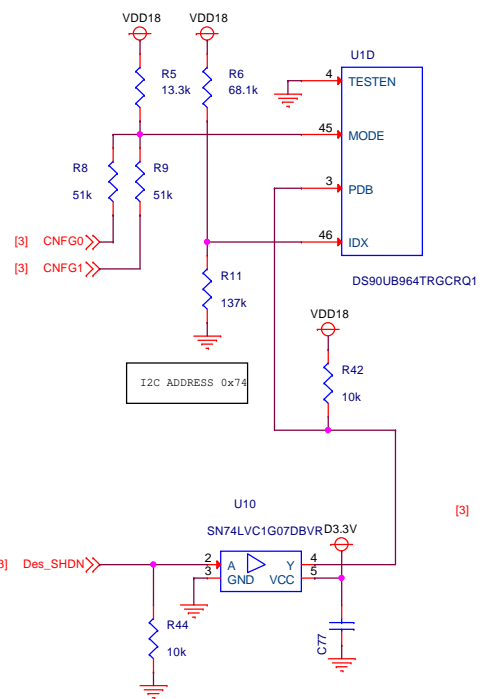 VDD18
VDD18
U1D
R5
13.3k
R6
68.1k
4
TESTEN
45
MODE
R8
51k
R9
51k
3
PDB
[3] CNFG0
46
IDX
[3] CNFG1
R11
137k
DS90UB964TRGCRQ1
VDD18
I2C ADDRESS 0x74
R42
10k
U10
[3]
SN74LVC1G07DBVR
D3.3V
3] Des_SHDN
2
A
Y
4
3
GND
VCC
5
R44
10k
C77